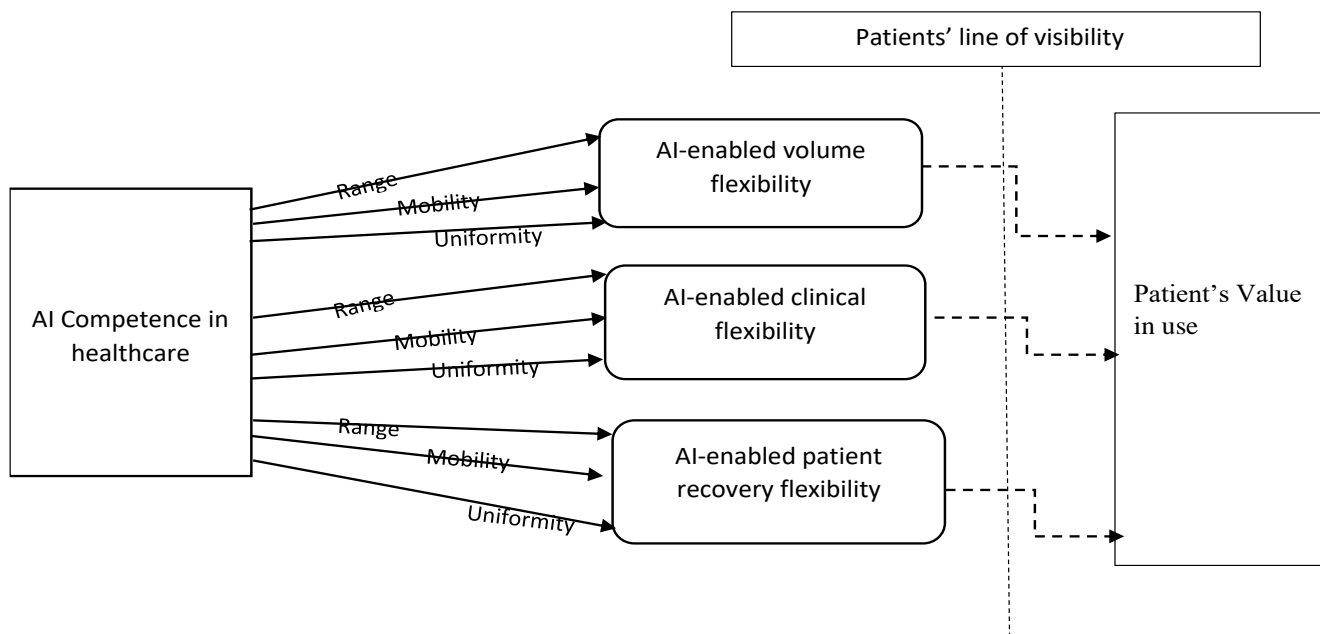 Patients’ line of visibility
AI-enabled volume
flexibility
Range
Mobility
Uniformity
AI Competence in
healthcare
AI-enabled clinical
flexibility
Range
Mobility
Uniformity
Patient’s Value
in use
AI-enabled patient
recovery flexibility
Range
Mobility
Uniformity